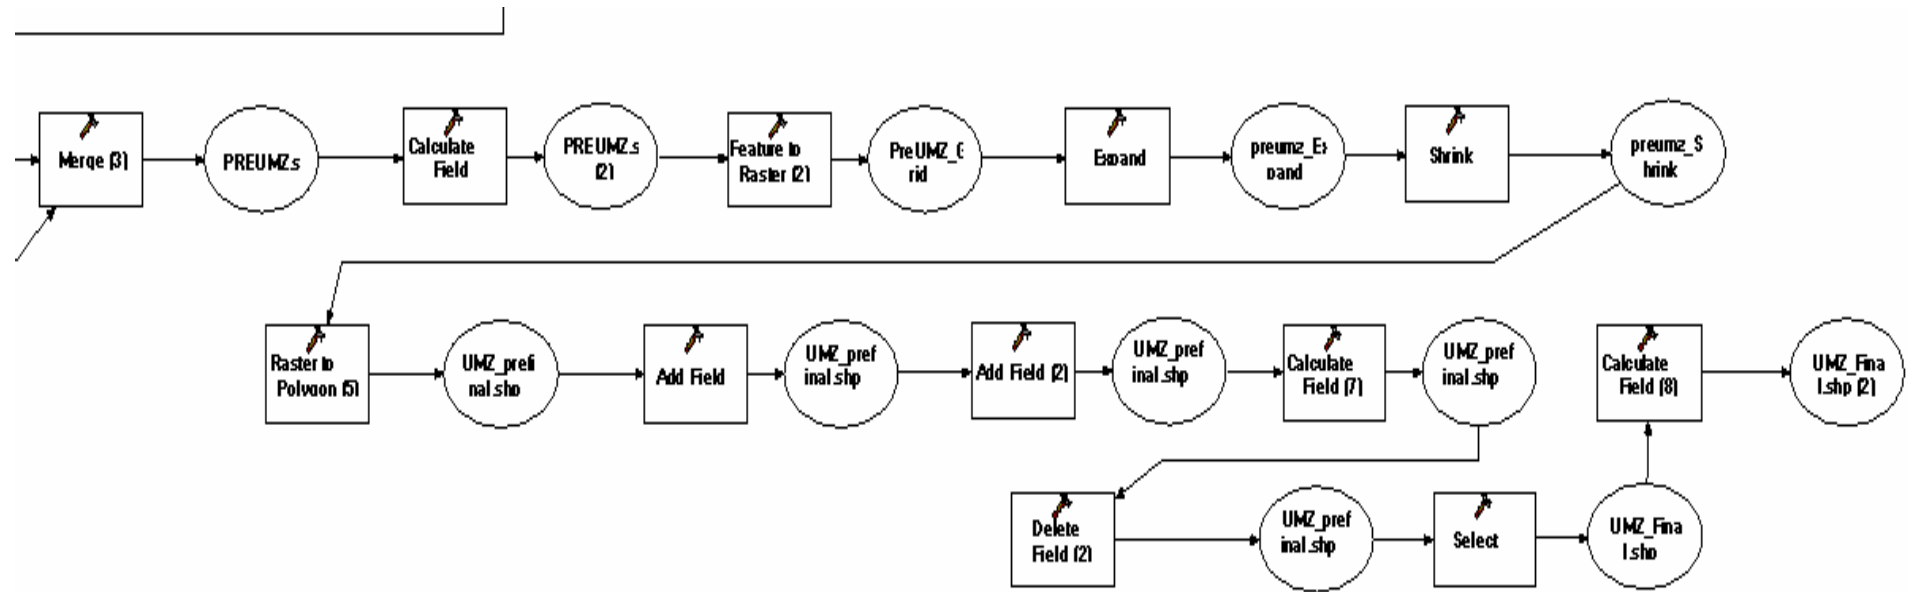 Merge (3)
PREUMZ.s
Calculate
Field
PREUMZ.s
(2)
Feature to
Raster (2)
PreUMZ_G
rid
Expand
preumz_Ex
pand
Shrink
preumz_S
hrink
Raster to
Polygon (5)
UMZ_prefi
nal.shp
Add Field
UMZ_pref
inal.shp
Add Field (2)
UMZ_pref
inal.shp
Calculate
Field (7)
UMZ_pref
inal.shp
Calculate
Field (8)
UMZ_Fina
l.shp (2)
Delete
Field (2)
UMZ_pref
inal.shp
Select
UMZ_Fina
l.shp